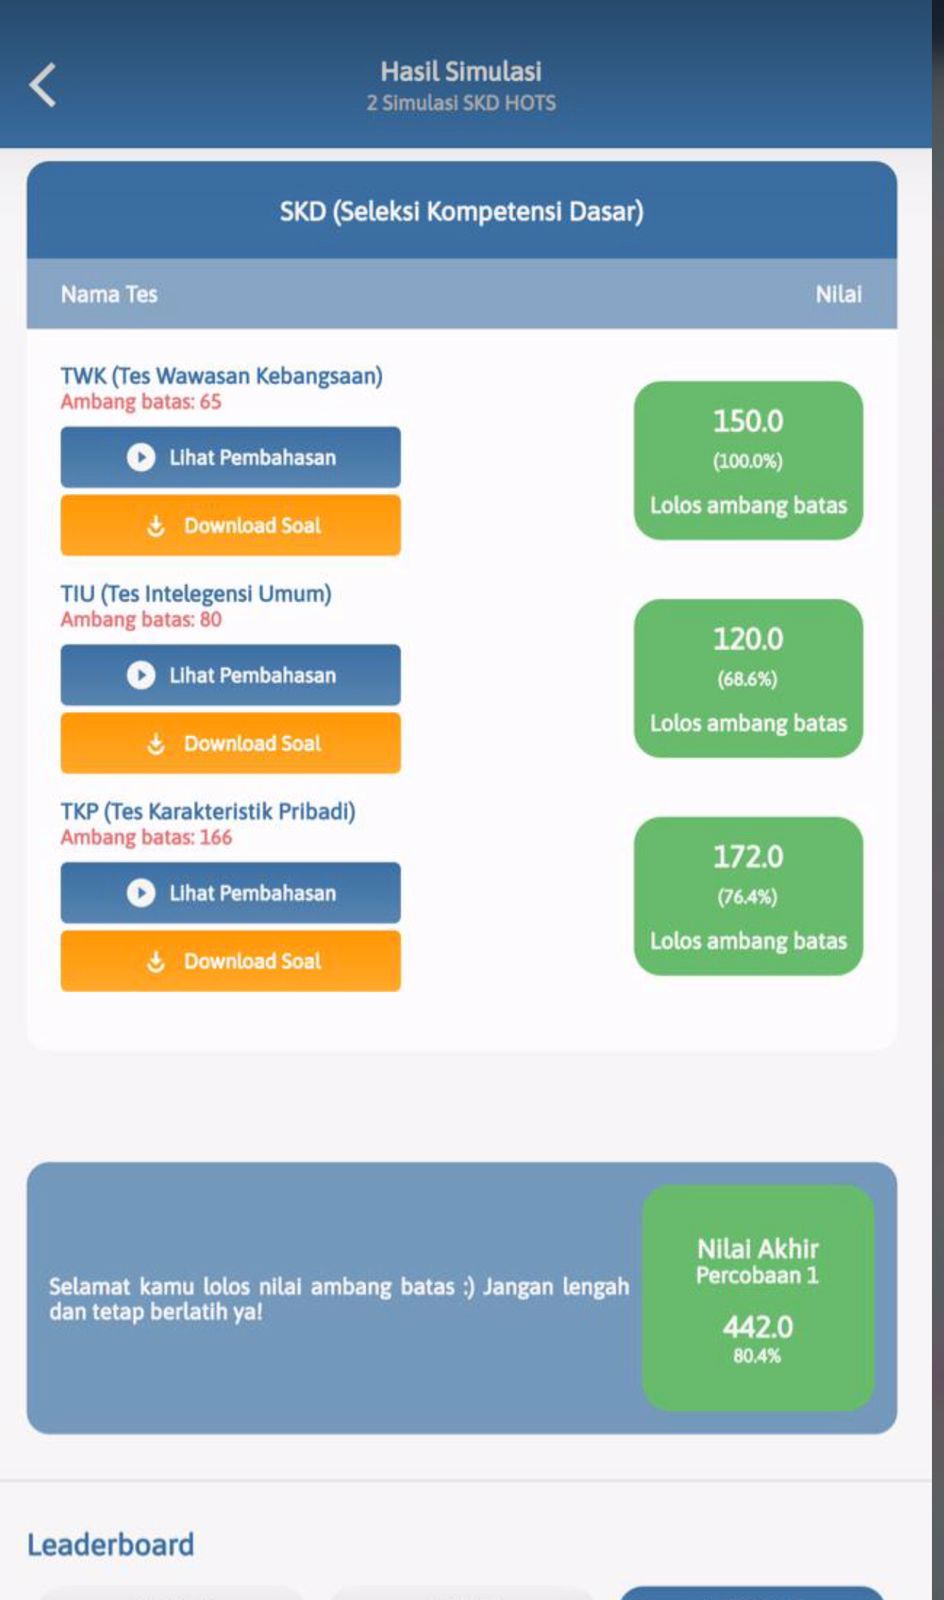 Hasil Simulasi
2 Simulasi SKD HOTS
SKD (Seleksi Kompetensi Dasar)
Nama Tes
Nilai
TWK (Tes Wawasan Kebangsaan)
Ambang batas: 65
Lihat Pembahasan
Download Soal
150.0
(100.0%)
Lolos ambang batas
TIU (Tes Intelegensi Umum)
Ambang batas: 80
Lihat Pembahasan
Download Soal
120.0
(68.6%)
Lolos ambang batas
TKP (Tes Karakteristik Pribadi)
Ambang batas: 166
Lihat Pembahasan
Download Soal
172.0
(76.4%)
Lolos ambang batas
Selamat kamu lolos nilai ambang batas :) Jangan lengah
dan tetap berlatih ya!
Nilai Akhir
Percobaan 1
442.0
80.4%
Leaderboard